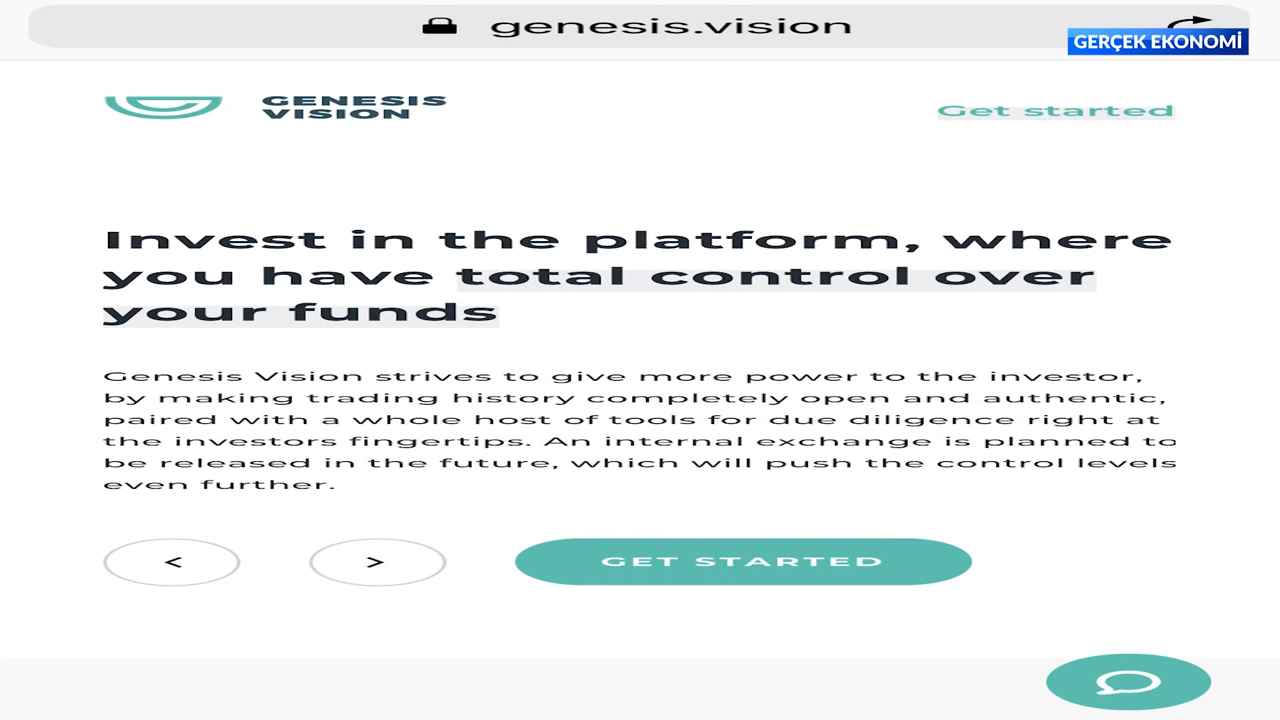 genesis.vision
GERÇEK EKONOMİ
GENESIS
VISION
Get started
Invest in the platform, where
you have total control over
your funds
Genesis Vision strives to give more power to the investor,
by making trading history completely open and authentic,
paired with a whole host of tools for due diligence right at
the investors fingertips. An internal exchange is planned to
be released in the future, which will push the control levels
even further.
< >
GET STARTED